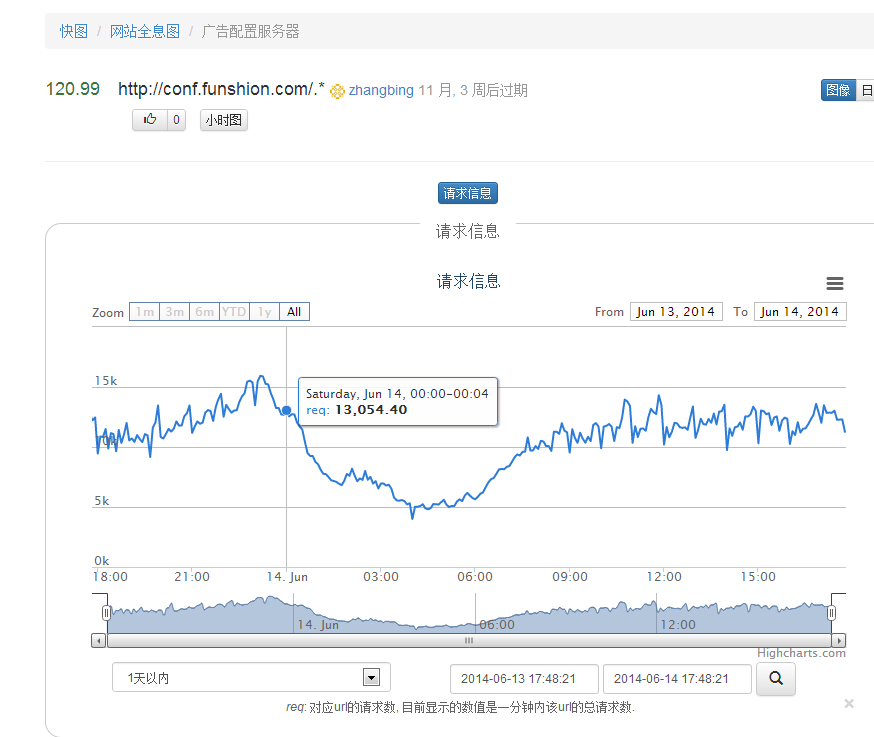 快图 / 网站全息图 / 广告配置服务器
120.99 http://conf.funshion.com/.* zhangbing 11 月, 3 周后过期
图像 日
0 小时图
请求信息
请求信息
请求信息
Zoom 1m 3m 6m YTD 1y All From Jun 13, 2014 To Jun 14, 2014
15k
Saturday, Jun 14, 00:00-00:04
req: 13,054.40
10k
5k
0k
18:00 21:00 14. Jun 03:00 06:00 09:00 12:00 15:00
14. Jun 06:00 12:00
Highcharts.com
1天以内 2014-06-13 17:48:21 2014-06-14 17:48:21
req: 对应url的请求数, 目前显示的数值是一分钟内该url的总请求数.
×